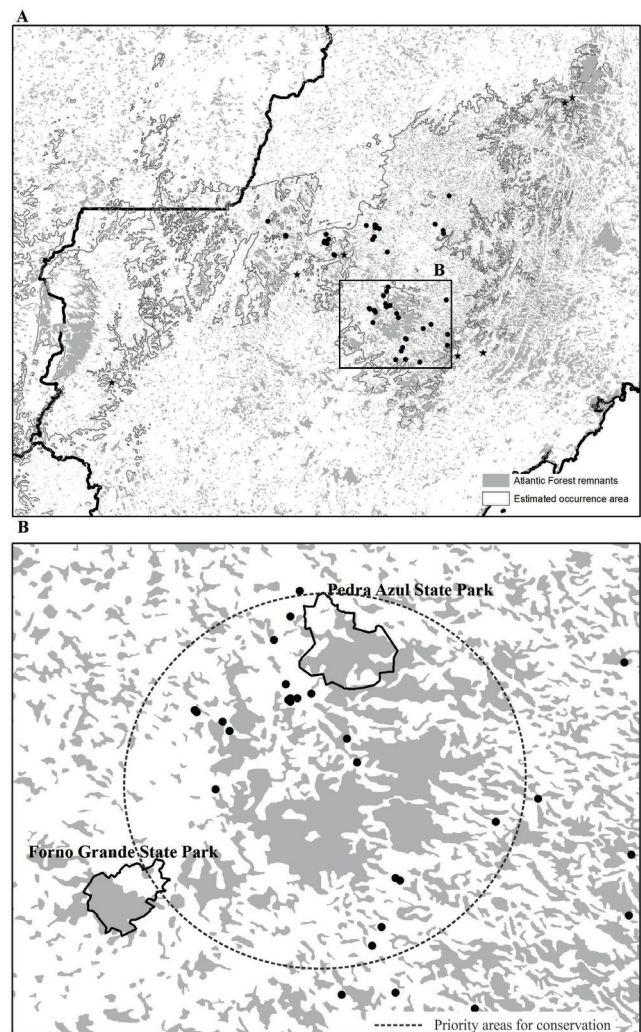 A
B
Atlantic Forest remnants
Estimated occurrence area
B
Pedra Azul State Park
Forno Grande State Park
Priority areas for conservation